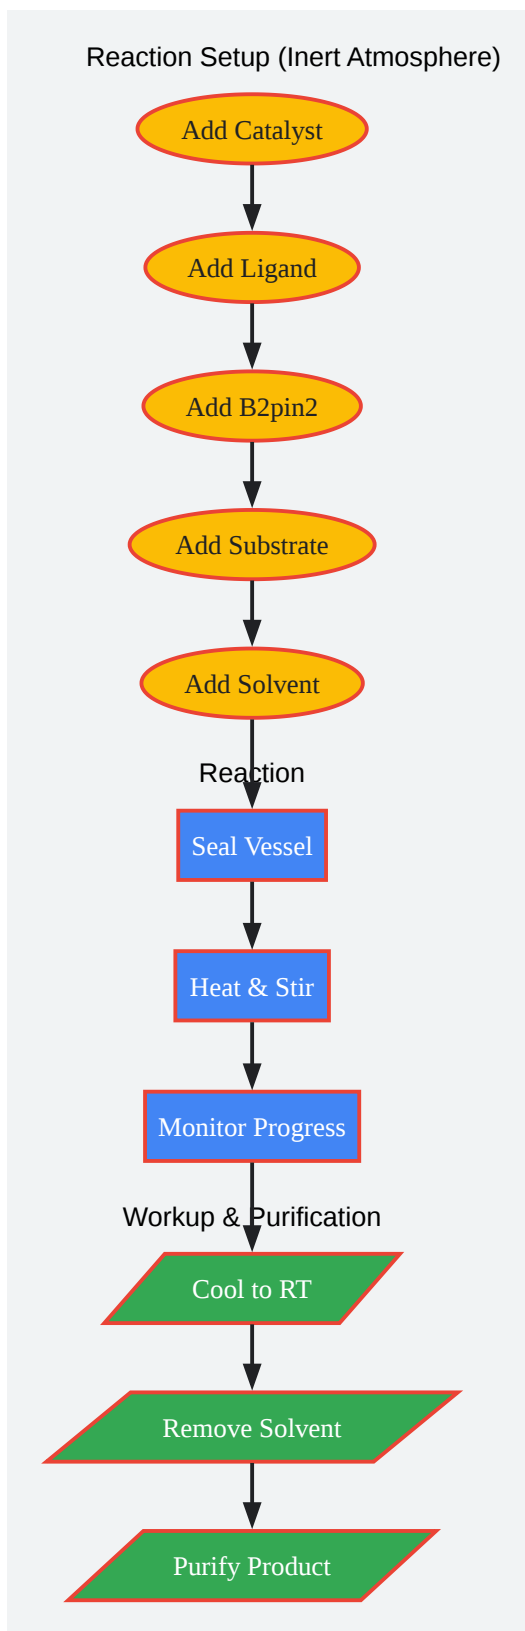 Reaction Setup (Inert Atmosphere)
Add Catalyst
Add Ligand
Add B2pin2
Add Substrate
Add Solvent
Reaction
Seal Vessel
Heat & Stir
Monitor Progress
Workup & Purification
Cool to RT
Remove Solvent
Purify Product